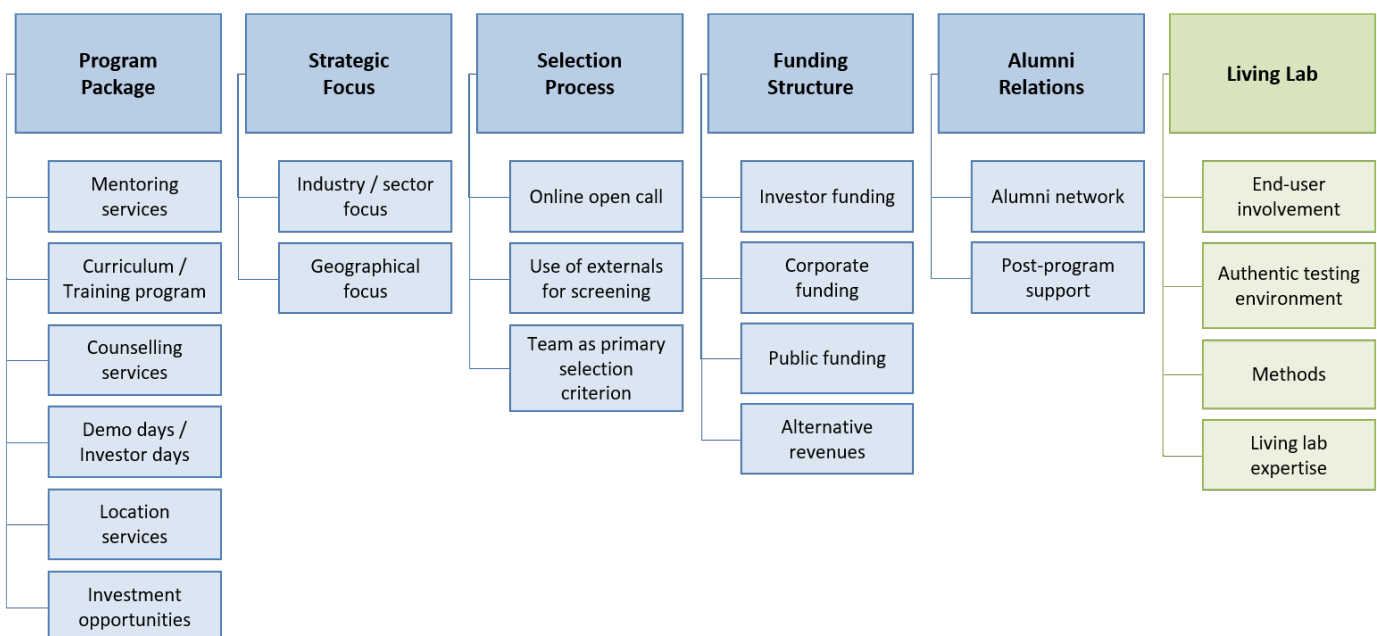 Program
Package
Mentoring
services
Curriculum /
Training program
Counselling
services
Demo days /
Investor days
Location
services
Investment
opportunities
Strategic
Focus
Industry / sector
focus
Geographical
focus
Selection
Process
Online open call
Use of externals
for screening
Team as primary
selection
criterion
Funding
Structure
Investor funding
Corporate
funding
Public funding
Alternative
revenues
Alumni
Relations
Alumni network
Post-program
support
Living Lab
End-user
involvement
Authentic testing
environment
Methods
Living lab
expertise